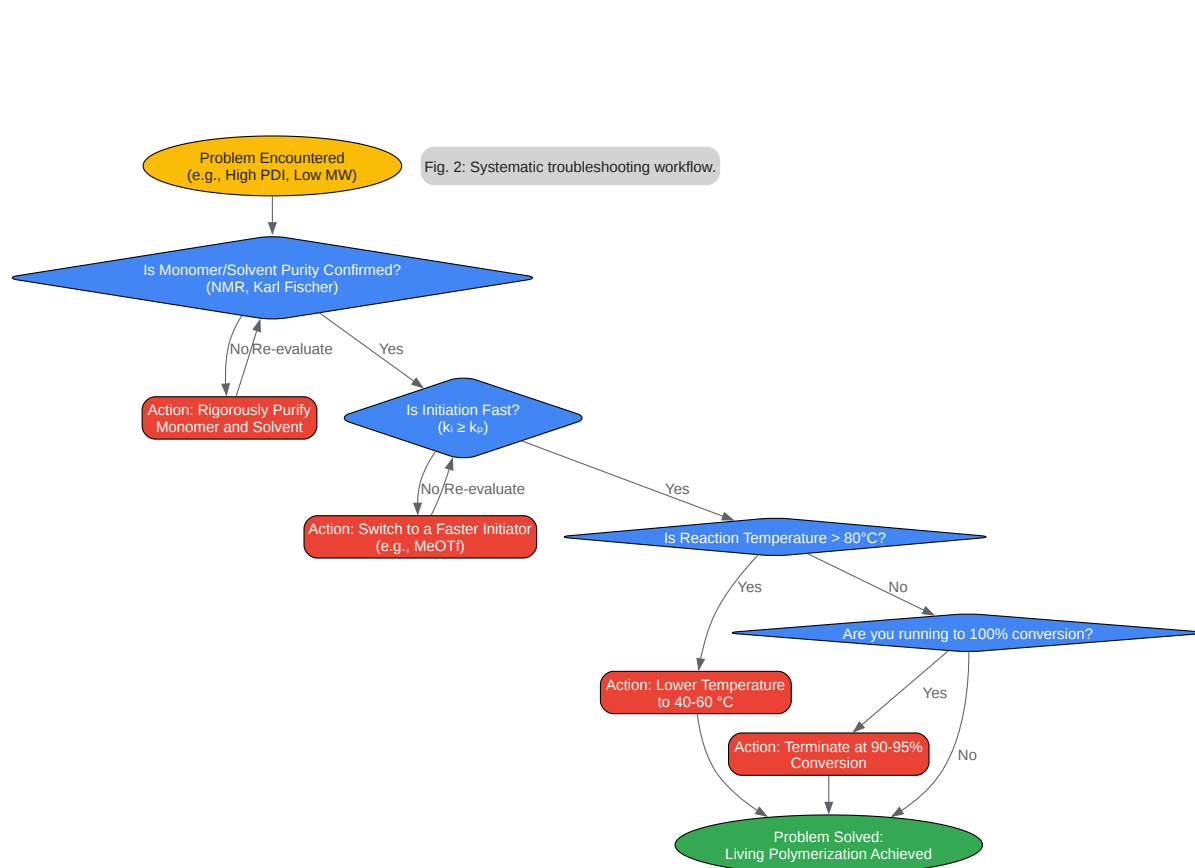 Problem Encountered
(e.g., High PDI, Low MW)
Fig. 2: Systematic troubleshooting workflow.
Is Monomer/Solvent Purity Confirmed?
(NMR, Karl Fischer)
No
Re-evaluate
Yes
Action: Rigorously Purify
Monomer and Solvent
Is Initiation Fast?
(kᵢ ≥ kₚ)
No
Re-evaluate
Yes
Action: Switch to a Faster Initiator
(e.g., MeOTf)
Is Reaction Temperature > 80°C?
Yes
No
Are you running to 100% conversion?
Action: Lower Temperature
to 40-60 °C
Yes
Action: Terminate at 90-95%
Conversion
No
Problem Solved:
Living Polymerization Achieved